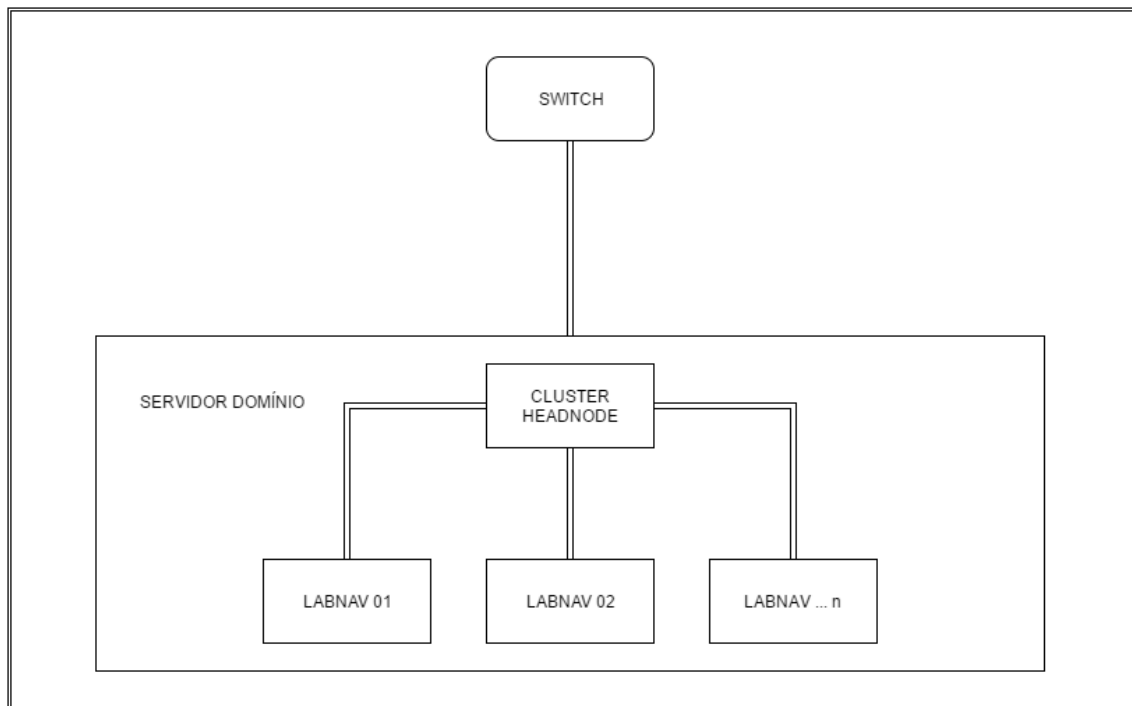 SWITCH
SERVIDOR DOMÍNIO
CLUSTER
HEADNODE
LABNAV 01
LABNAV 02
LABNAV ... n